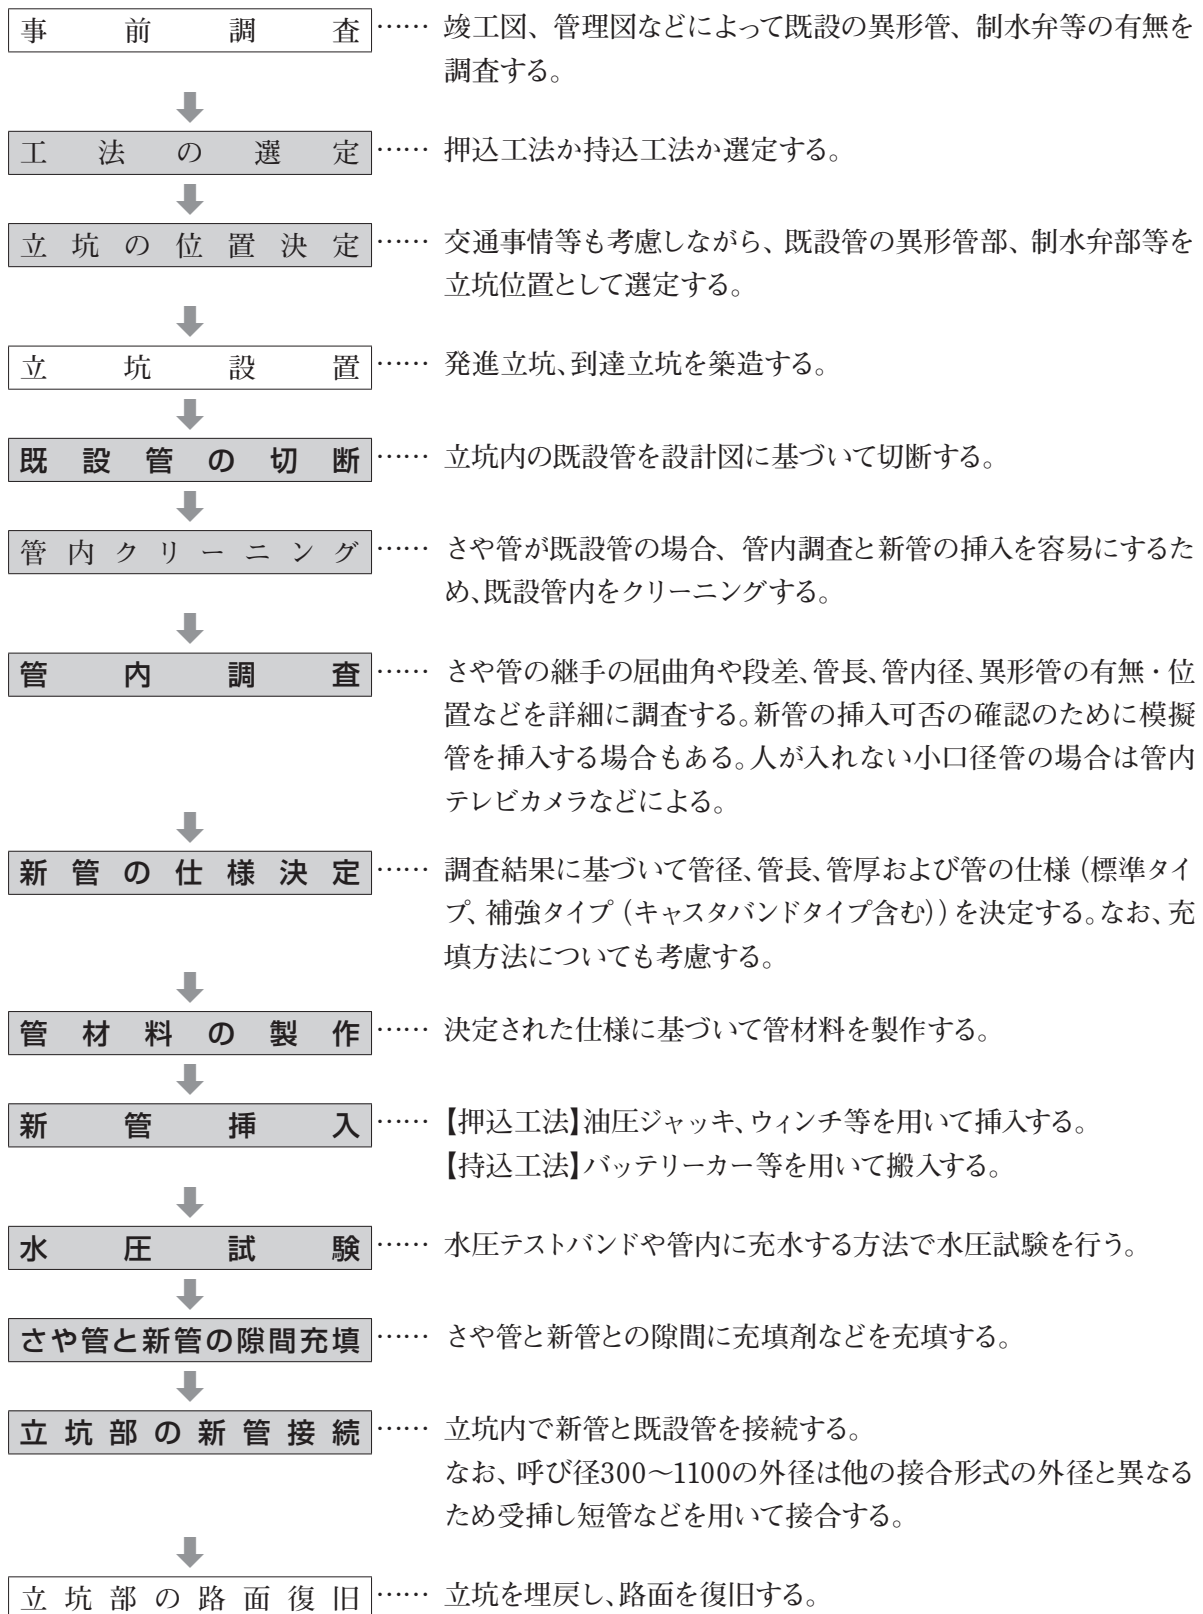 事前調査…… 竣工図、管理図などによって既設の異形管、制水弁等の有無を
調査する。
工法の選定…… 押込工法か持込工法か選定する。
立坑の位置決定…… 交通事情等も考慮しながら、既設管の異形管部、制水弁部等を
立坑位置として選定する。
立坑設置…… 発進立坑、到達立坑を築造する。
既設管の切断…… 立坑内の既設管を設計図に基づいて切断する。
管内クリーニング…… さや管が既設管の場合、管内調査と新管の挿入を容易にするた
め、既設管内をクリーニングする。
管内調査…… さや管の継手の屈曲角や段差、管長、管内径、異形管の有無・位
置などを詳細に調査する。新管の挿入可否の確認のために模擬
管を挿入する場合もある。人が入れない小口径管の場合は管内
テレビカメラなどによる。
新管の仕様決定…… 調査結果に基づいて管径、管長、管厚および管の仕様（標準タイ
プ、補強タイプ（キャスタバンドタイプ含む））を決定する。なお、充
填方法についても考慮する。
管材料の製作…… 決定された仕様に基づいて管材料を製作する。
新管挿入…… 【押込工法】油圧ジャッキ、ウィンチ等を用いて挿入する。
【持込工法】バッテリーカー等を用いて搬入する。
水圧試験…… 水圧テストバンドや管内に充水する方法で水圧試験を行う。
さや管と新管の隙間充填…… さや管と新管との隙間に充填剤などを充填する。
立坑部の新管接続…… 立坑内で新管と既設管を接続する。
なお、呼び径300～1100の外径は他の接合形式の外径と異なる
ため受挿し短管などを用いて接合する。
立坑部の路面復旧…… 立坑を埋戻し、路面を復旧する。